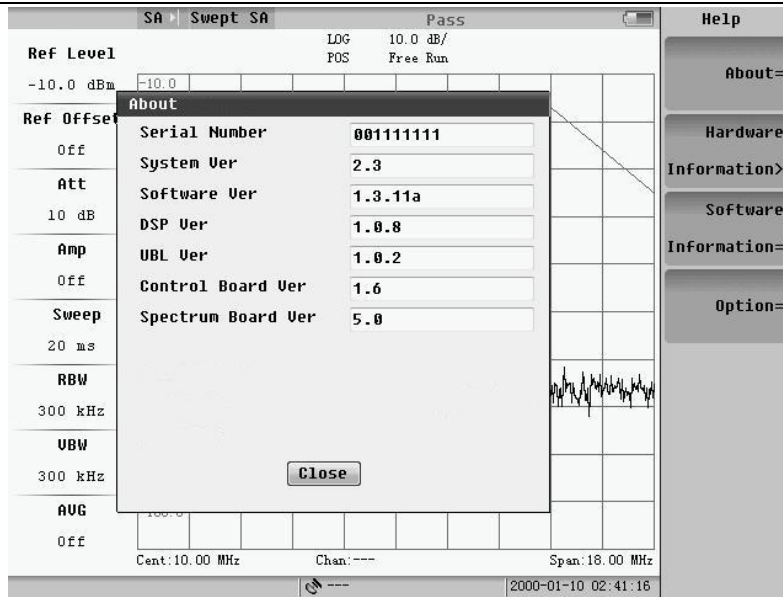 SA Swept SA Pass Help
LOG 10.0 dB/
POS Free Run
Ref Level
-10.0 dBm
-10.0
Ref Offset
Off
Att
10 dB
Amp
Off
Sweep
20 ms
RBW
300 kHz
VBW
300 kHz
AVG
Off
About
Serial Number 001111111
System Ver 2.3
Software Ver 1.3.11a
DSP Ver 1.0.8
UBL Ver 1.0.2
Control Board Ver 1.6
Spectrum Board Ver 5.0
Close
Cent:10.00 MHz Chan:--- Span:18.00 MHz
--- 2000-01-10 02:41:16
About=
Hardware
Information>
Software
Information=
Option=